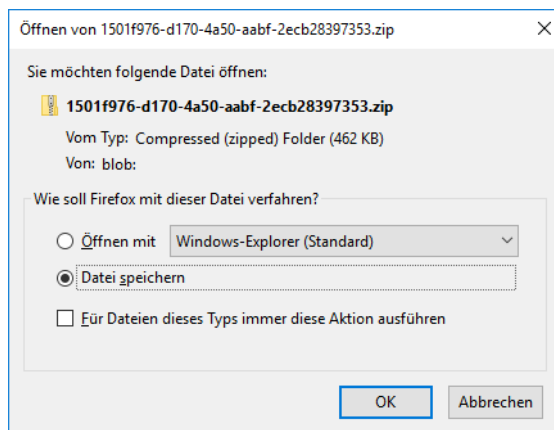 Öffnen von 1501f976-d170-4a50-aabf-2ecb28397353.zip
Sie möchten folgende Datei öffnen:
1501f976-d170-4a50-aabf-2ecb28397353.zip
Vom Typ: Compressed (zipped) Folder (462 KB)
Von: blob:
Wie soll Firefox mit dieser Datei verfahren?
Öffnen mit Windows-Explorer (Standard)
Datei speichern
Für Dateien dieses Typs immer diese Aktion ausführen
OK Abbrechen